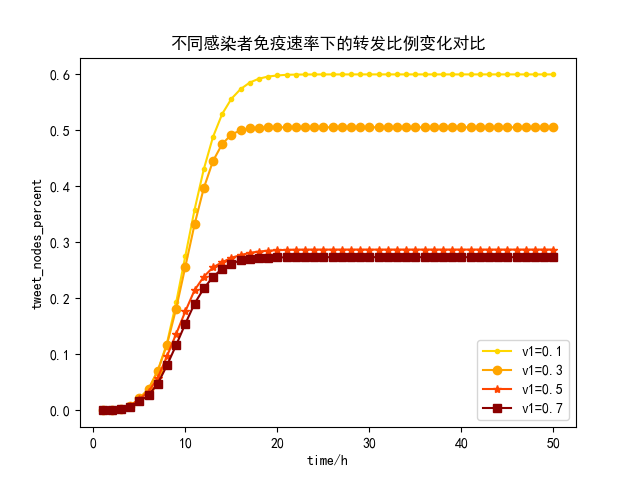 不同感染者免疫速率下的转发比例变化对比
tweet_nodes_percent
0.6
0.5
0.4
0.3
0.2
0.1
0.0
0
10
20
30
40
50
time/h
v1=0.1
v1=0.3
v1=0.5
v1=0.7